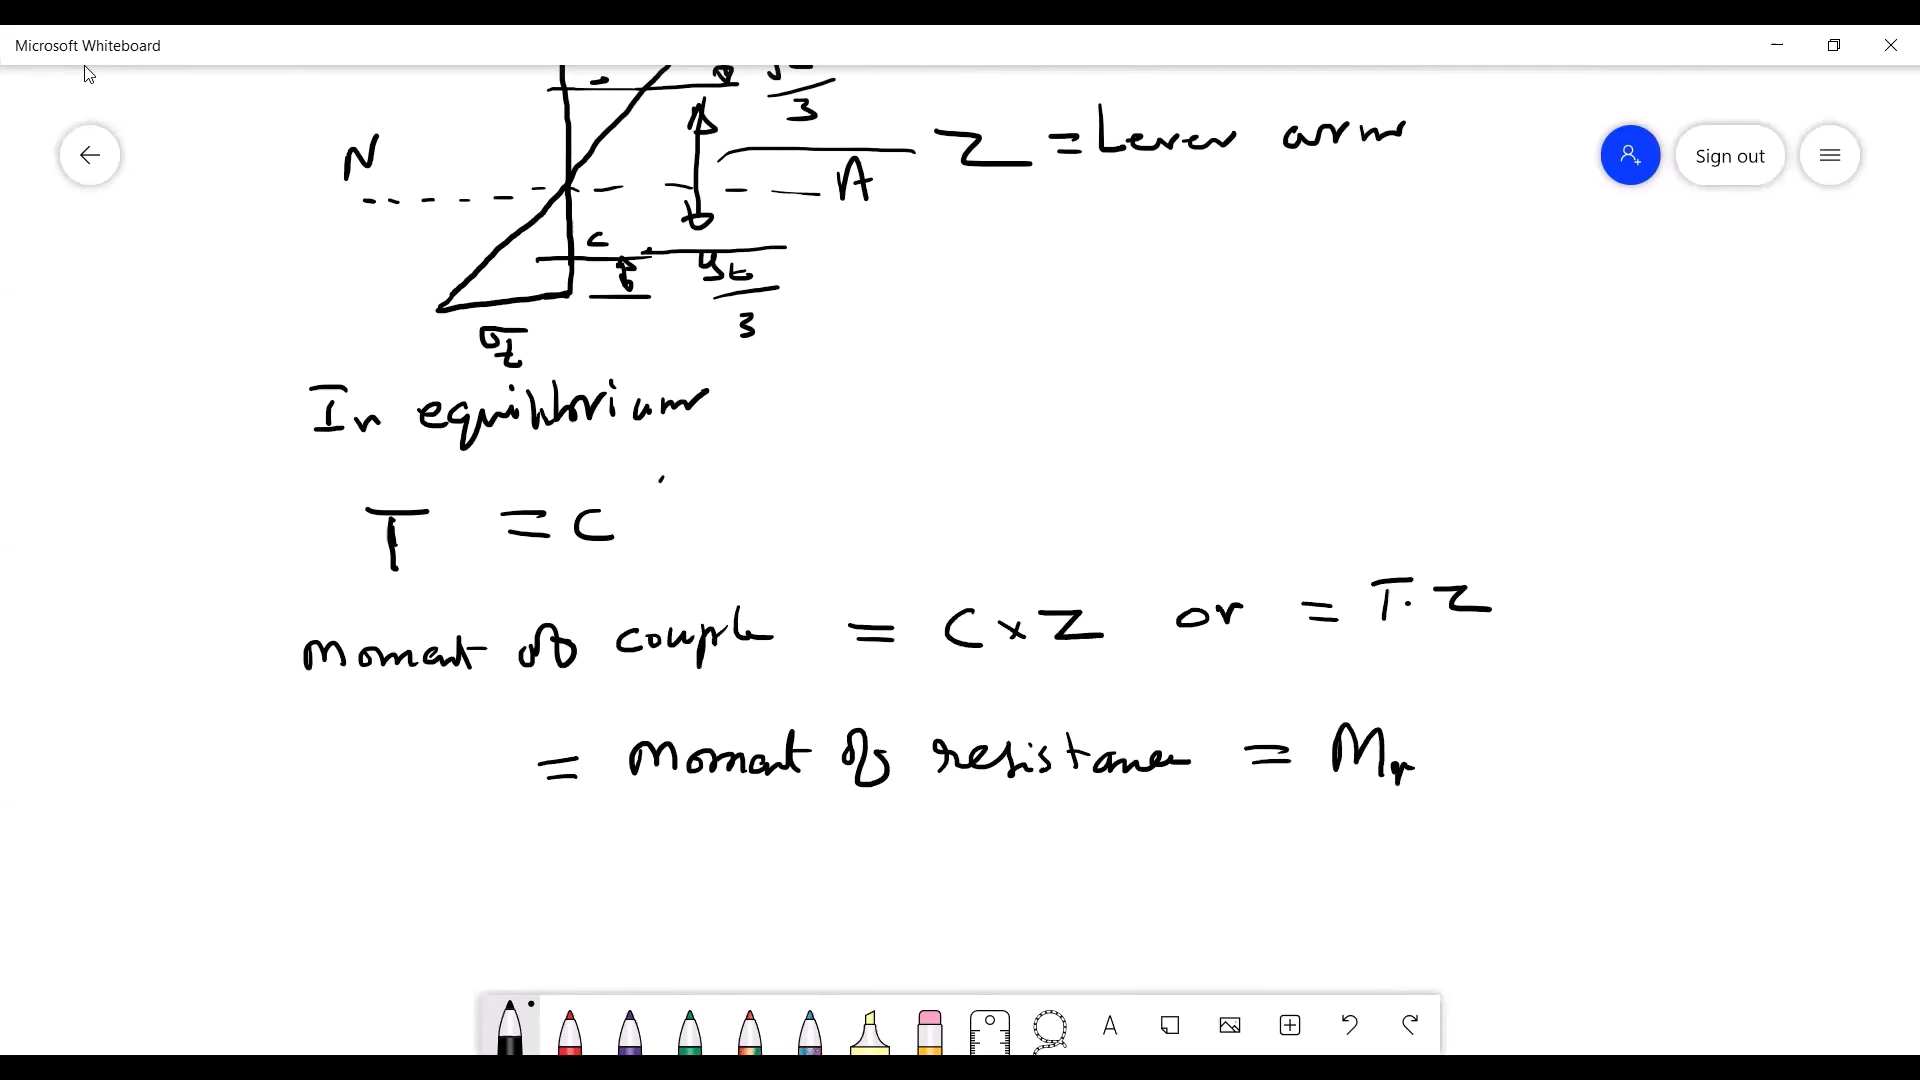 Microsoft Whiteboard
3
Z = Lever arm
N
A
Sign out
c
yt
3
σt
In equilibrium
T = C
Moment of couple = C x Z or = T. Z
= Moment of resistance = Mr
A